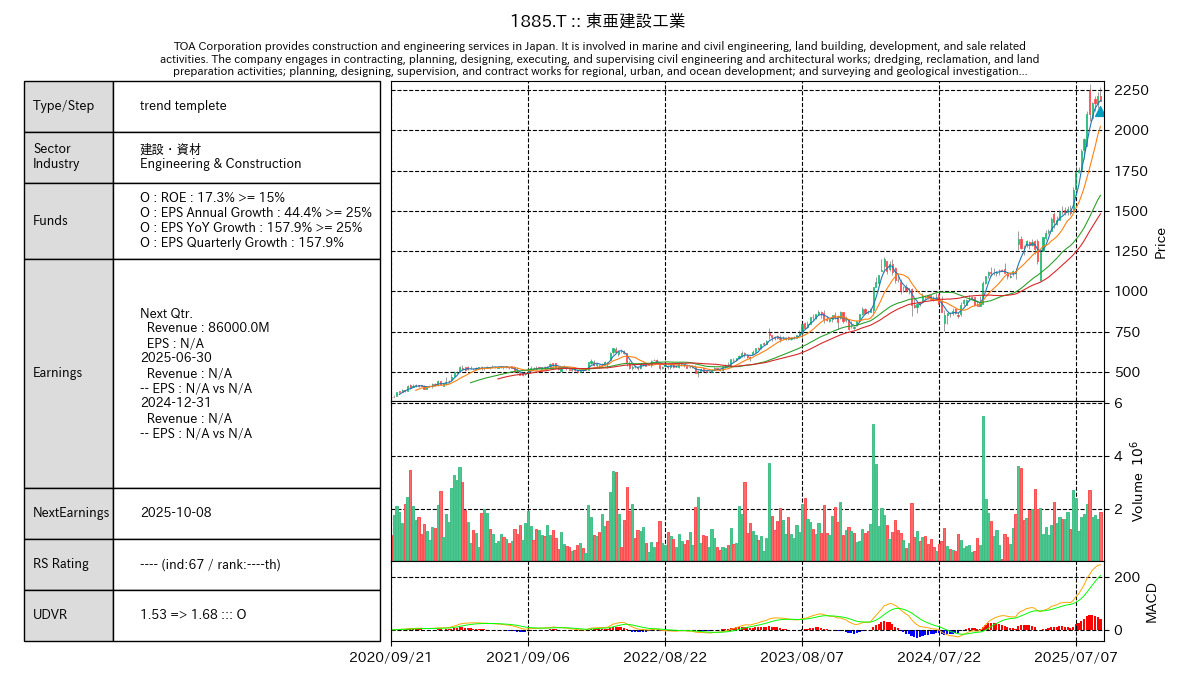 1885.T :: 東亜建設工業
TOA Corporation provides construction and engineering services in Japan. It is involved in marine and civil engineering, land building, development, and sale related
activities. The company engages in contracting, planning, designing, executing, and supervising civil engineering and architectural works; dredging, reclamation, and land
preparation activities; planning, designing, supervision, and contract works for regional, urban, and ocean development; and surveying and geological investigation...
Type/Step
trend templete
Sector
Industry
建設・資材
Engineering & Construction
Funds
O : ROE : 17.3% >= 15%
O : EPS Annual Growth : 44.4% >= 25%
O : EPS YoY Growth : 157.9% >= 25%
O : EPS Quarterly Growth : 157.9%
Earnings
Next Qtr.
Revenue : 86000.0M
EPS : N/A
2025-06-30
Revenue : N/A
-- EPS : N/A vs N/A
2024-12-31
Revenue : N/A
-- EPS : N/A vs N/A
NextEarnings
2025-10-08
RS Rating
---- (ind:67 / rank:----th)
UDVR
1.53 => 1.68 ::: O
2250
2000
1750
1500
1250
1000
750
500
Price
6
4
2
Volume 10^6
200
0
MACD
2020/09/21
2021/09/06
2022/08/22
2023/08/07
2024/07/22
2025/07/07